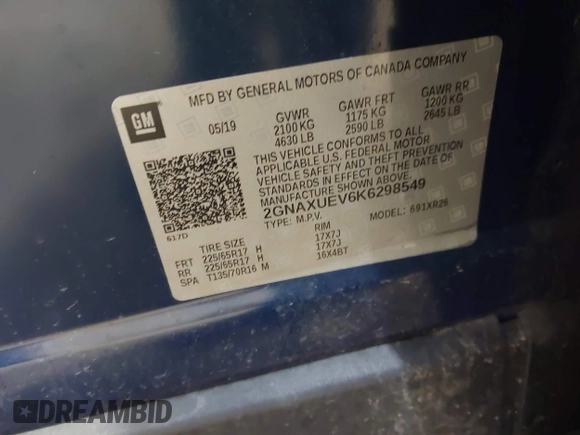 MFD BY GENERAL MOTORS OF CANADA COMPANY
GM
05/19
GVWR GAWR FRT GAWR RR
2100 KG 1175 KG 1200 KG
4630 LB 2590 LB 2645 LB
THIS VEHICLE CONFORMS TO ALL
APPLICABLE U.S. FEDERAL MOTOR
VEHICLE SAFETY AND THEFT PREVENTION
STANDARDS IN EFFECT ON THE DATE OF
MANUFACTURE SHOWN ABOVE.
2GNAXUEV6K6298549
TYPE: M.P.V. MODEL: 691XR26
617D
TIRE SIZE RIM
FRT 225/65R17 H 17X7J
RR 225/65R17 H 17X7J
SPA T135/70R16 M 16X4BT
DREAMBID